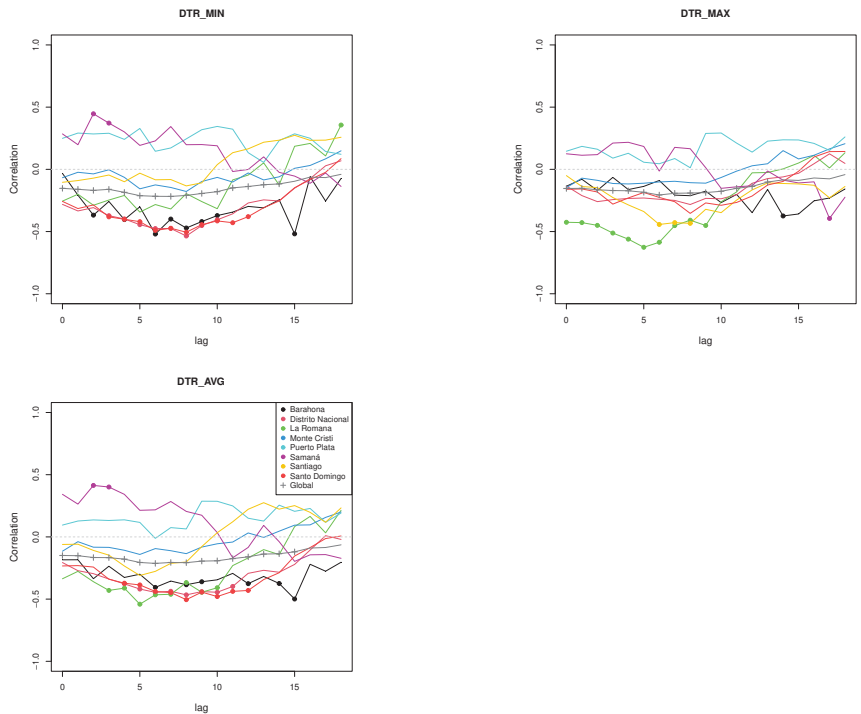 DTR_MIN
1.0
0.5
0.0
−0.5
−1.0
Correlation
0 5 10 15
lag
DTR_MAX
1.0
0.5
0.0
−0.5
−1.0
Correlation
0 5 10 15
lag
DTR_AVG
1.0
0.5
0.0
−0.5
−1.0
Correlation
0 5 10 15
lag
Barahona
Distrito Nacional
La Romana
Monte Cristi
Puerto Plata
Samaná
Santiago
Santo Domingo
Global